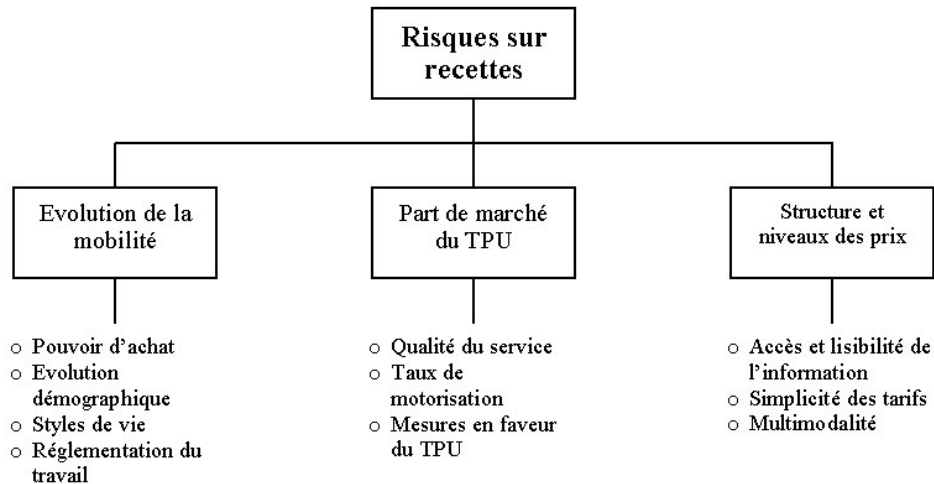 Risques sur
recettes
Evolution de la
mobilité
Part de marché
du TPU
Structure et
niveaux des prix
o Pouvoir d'achat
o Evolution
démographique
o Styles de vie
o Réglementation du
travail
o Qualité du service
o Taux de
motorisation
o Mesures en faveur
du TPU
o Accès et lisibilité de
l'information
o Simplicité des tarifs
o Multimodalité